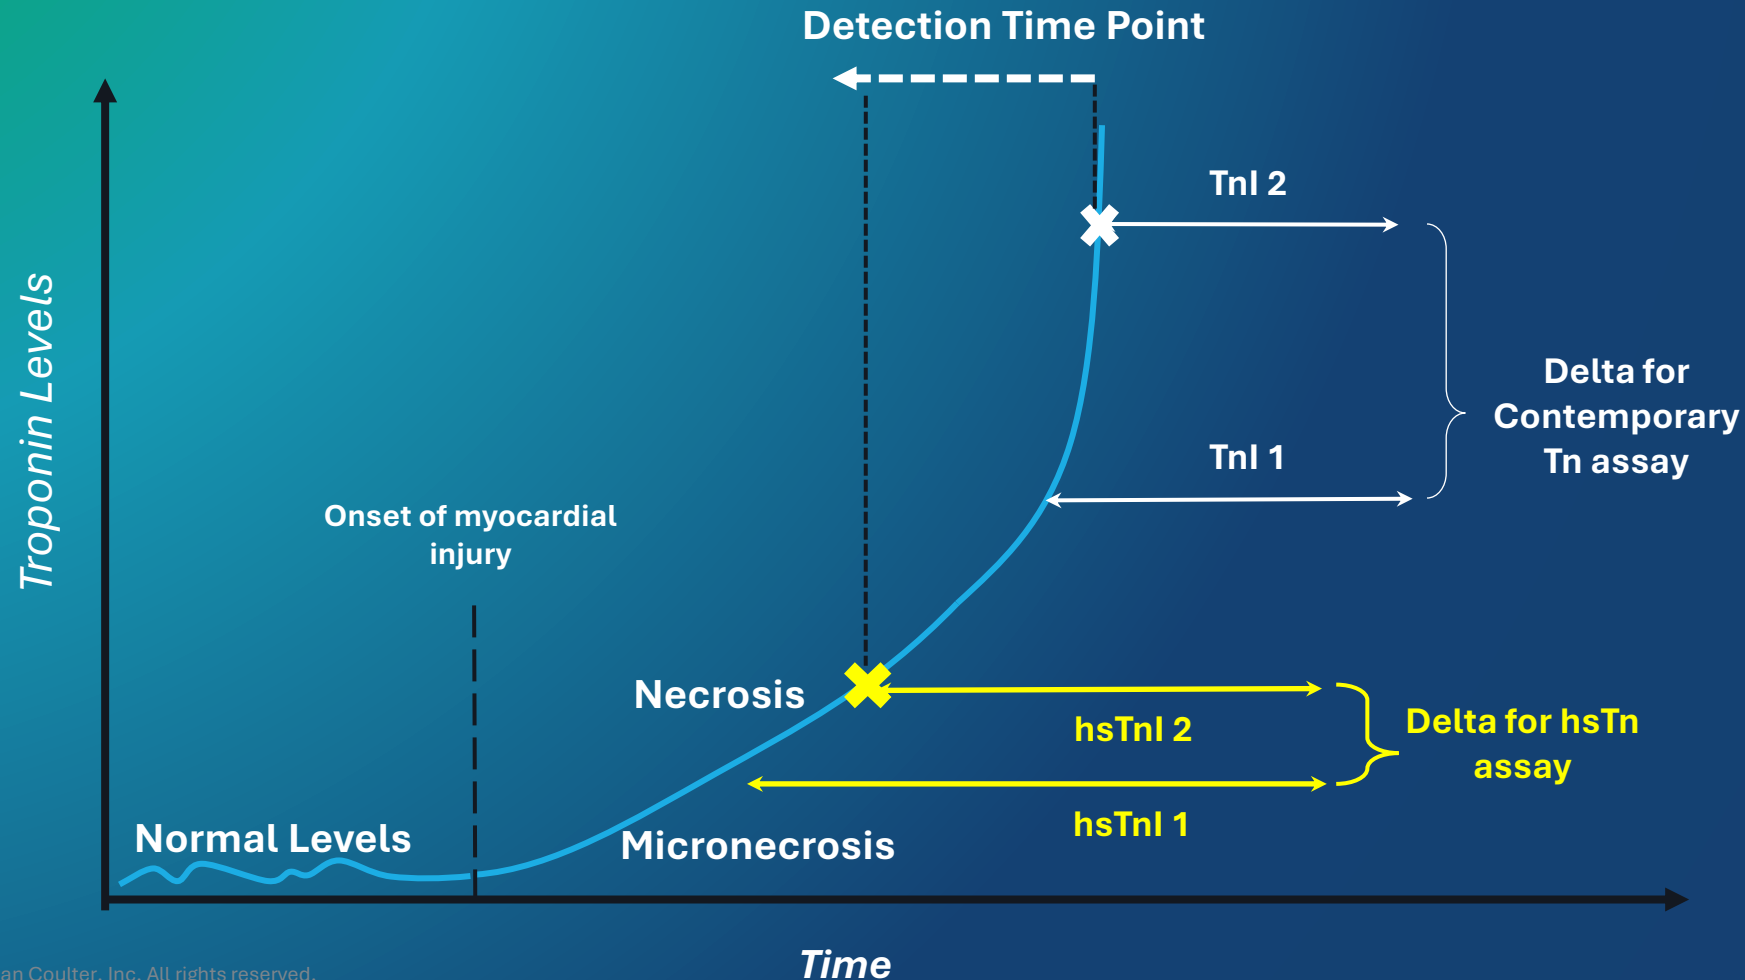 Detection Time Point
TnI 2
Troponin Levels
Delta for
Contemporary
Tn assay
TnI 1
Onset of myocardial
injury
Necrosis
hsTnI 2
Delta for hsTn
assay
hsTnI 1
Normal Levels
Micronecrosis
Time
an Coulter, Inc. All rights reserved.